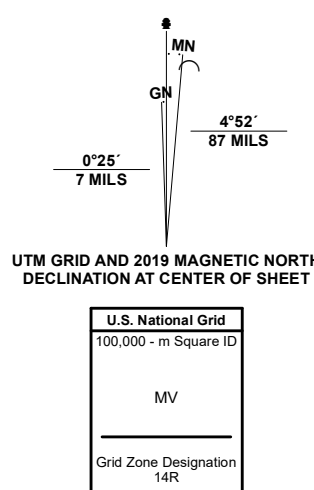 MN
GN
4°52´
87 MILS
0°25´
7 MILS
UTM GRID AND 2019 MAGNETIC NORTH
DECLINATION AT CENTER OF SHEET
U.S. National Grid
100,000 - m Square ID
MV
Grid Zone Designation
14R